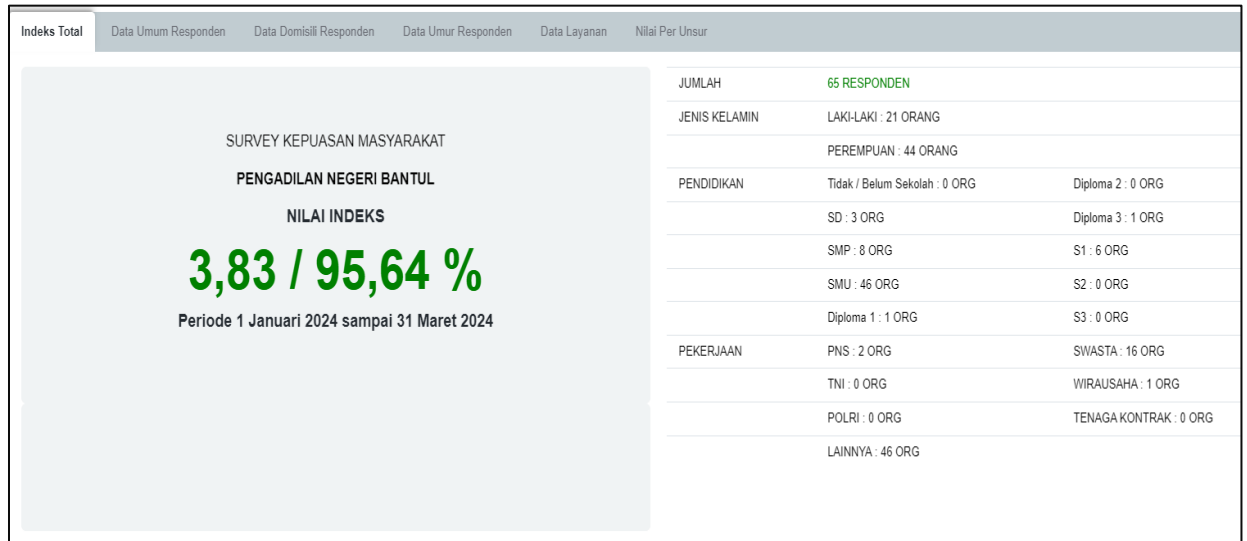 Indeks Total Data Umum Responden Data Domisili Responden Data Umur Responden Data Layanan Nilai Per Unsur
SURVEY KEPUASAN MASYARAKAT
PENGADILAN NEGERI BANTUL
NILAI INDEKS
3,83 / 95,64 %
Periode 1 Januari 2024 sampai 31 Maret 2024
JUMLAH 65 RESPONDEN
JENIS KELAMIN LAKI-LAKI : 21 ORANG
PEREMPUAN : 44 ORANG
PENDIDIKAN Tidak / Belum Sekolah : 0 ORG Diploma 2 : 0 ORG
SD : 3 ORG Diploma 3 : 1 ORG
SMP : 8 ORG S1 : 6 ORG
SMU : 46 ORG S2 : 0 ORG
Diploma 1 : 1 ORG S3 : 0 ORG
PEKERJAAN PNS : 2 ORG SWASTA : 16 ORG
TNI : 0 ORG WIRAUSAHA : 1 ORG
POLRI : 0 ORG TENAGA KONTRAK : 0 ORG
LAINNYA : 46 ORG